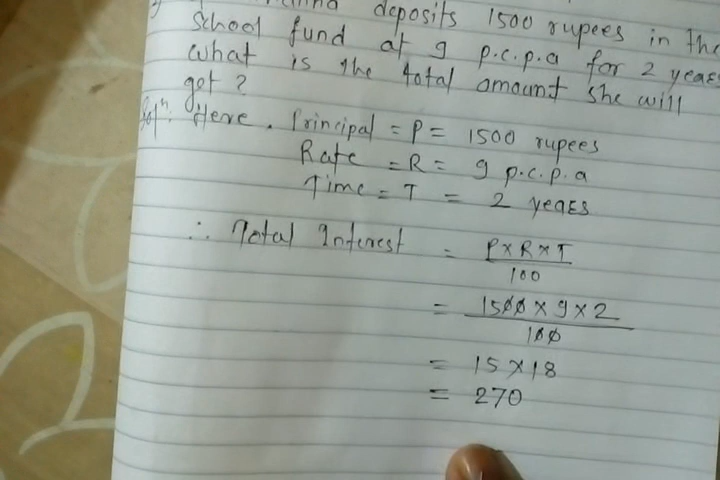 deposits 1500 rupees in the
school fund at 9 p.c.p.a for 2 years
what is the total amount she will
get?
Solⁿ: Here, Principal = P = 1500 rupees
Rate = R = 9 p.c.p.a
Time = T = 2 years
∴ Total Interest = P×R×T
100
= 1500 × 9 × 2
100
= 15 × 18
= 270